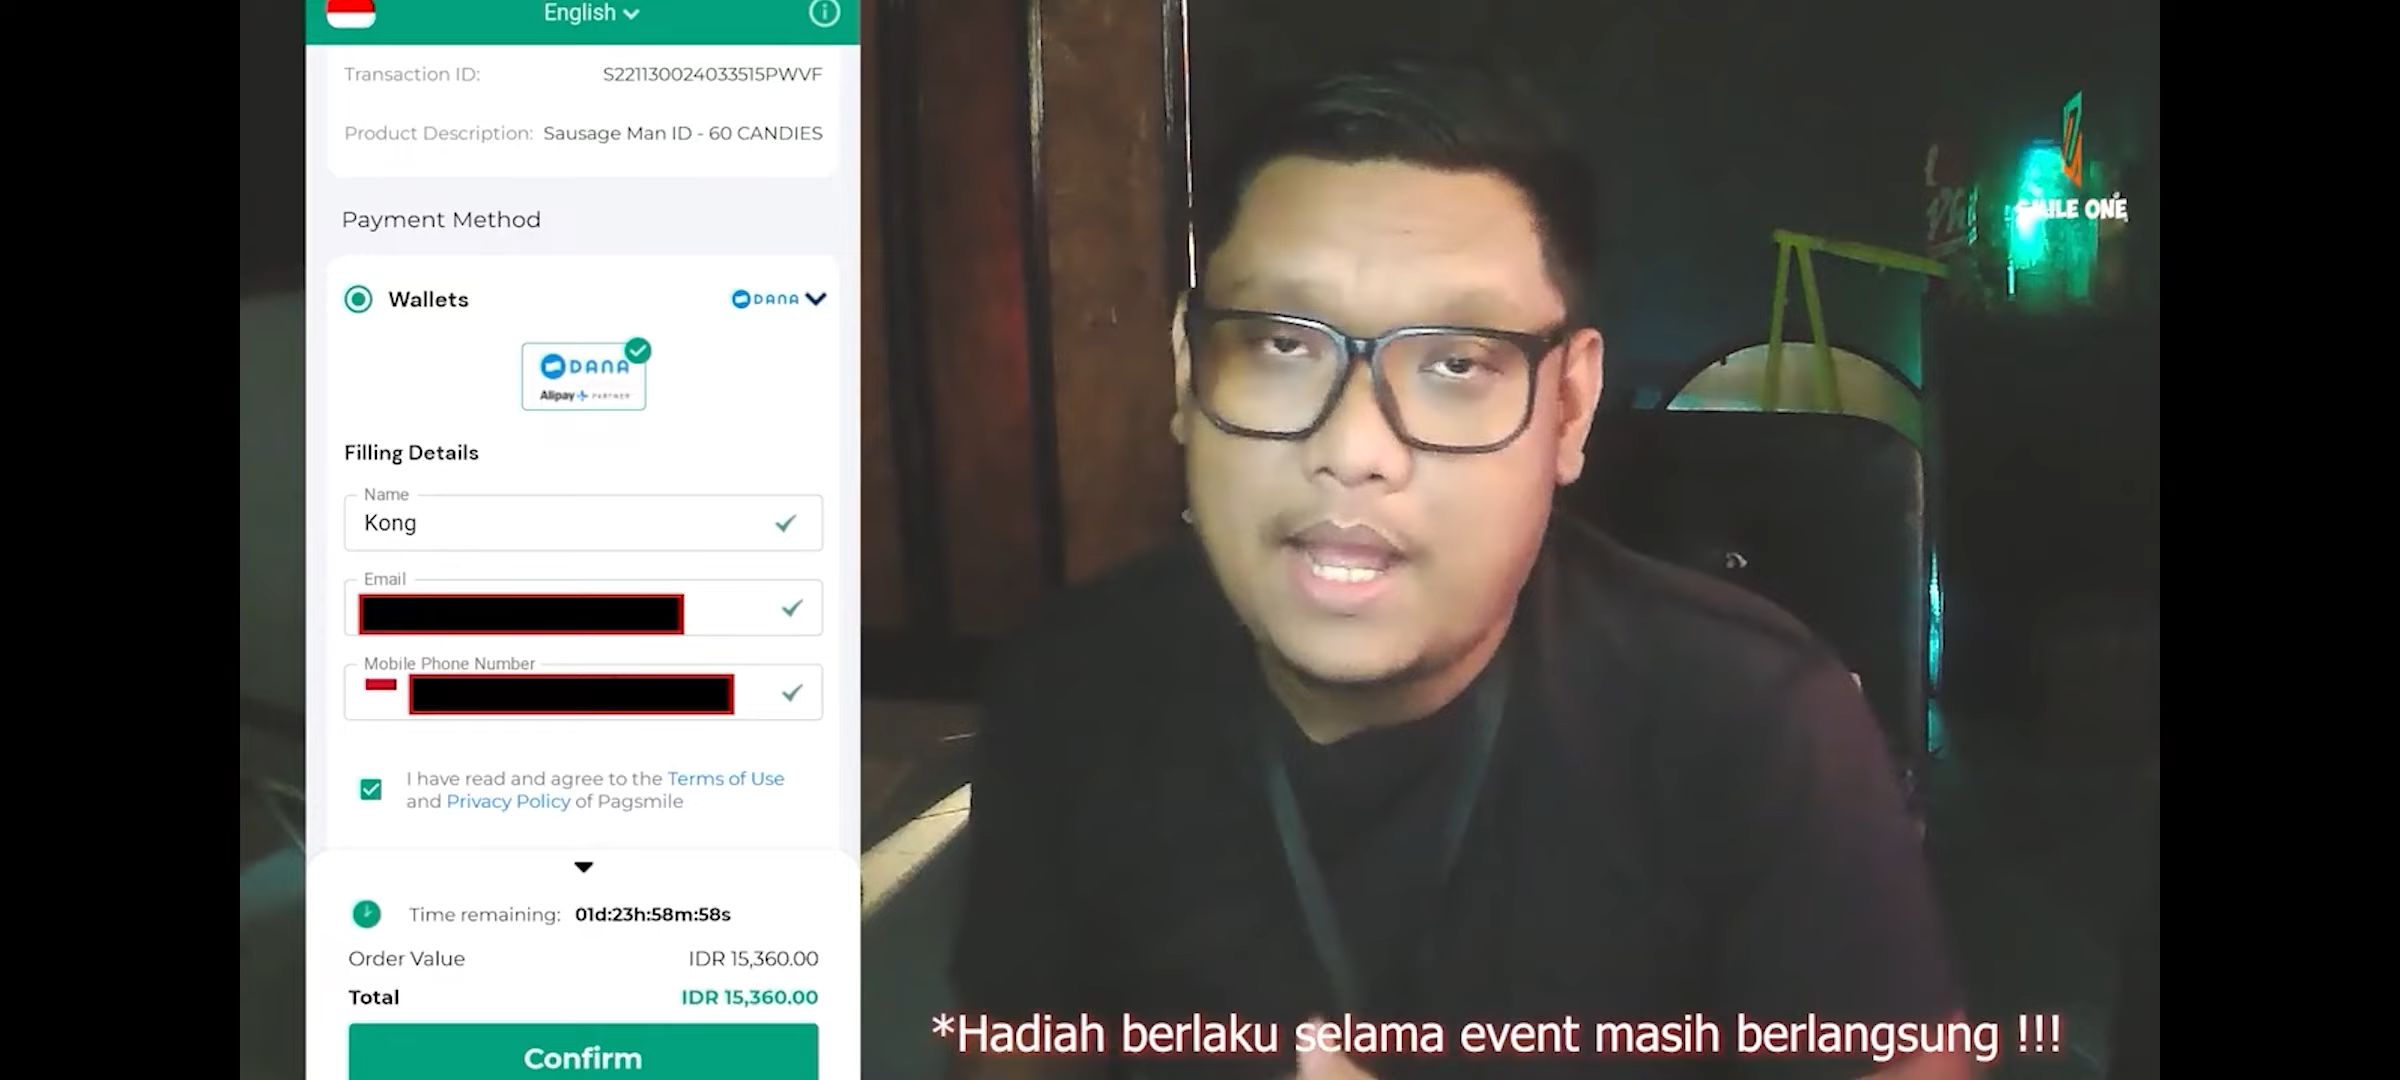 English
Transaction ID: S221130024033515PWVF
Product Description: Sausage Man ID - 60 CANDIES
Payment Method
Wallets DANA
DANA
Alipay+ PARTNER
Filling Details
Name
Kong
Email
Mobile Phone Number
I have read and agree to the Terms of Use
and Privacy Policy of Pagsmile
Time remaining: 01d:23h:58m:58s
Order Value IDR 15,360.00
Total IDR 15,360.00
Confirm
SMILE ONE
*Hadiah berlaku selama event masih berlangsung !!!